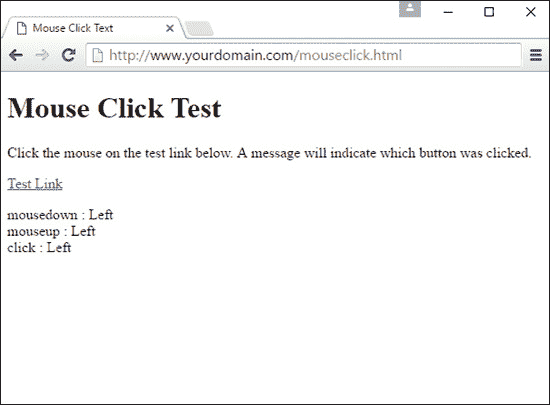 Mouse Click Text
http://www.yourdomain.com/mouseclick.html
Mouse Click Test
Click the mouse on the test link below. A message will indicate which button was clicked.
Test Link
mousedown : Left
mouseup : Left
click : Left